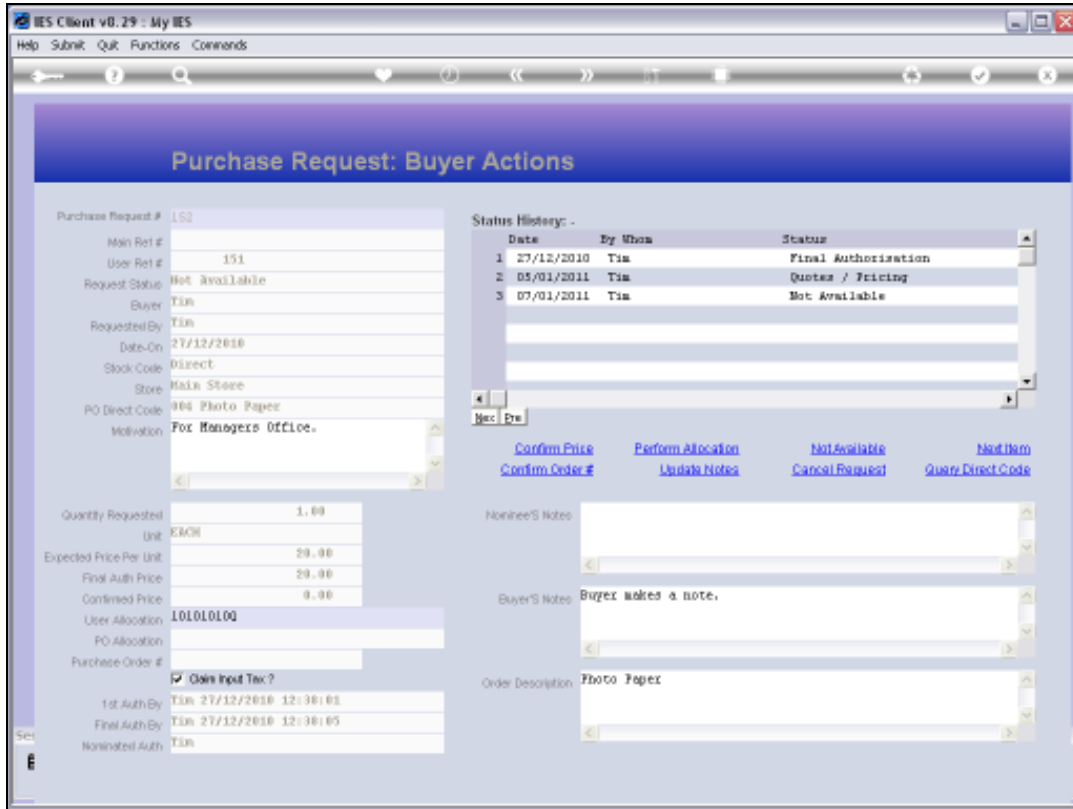 IES Client v8.29 : My IES
Help Submit Quit Functions Commands
Purchase Request: Buyer Actions
Purchase Request # 152
Main Ref #
User Ref # 151
Request Status Not Available
Buyer Tim
Requested By Tim
Date-On 27/12/2010
Stock Code Direct
Store Main Store
PO Direct Code 004 Photo Paper
Motivation For Managers Office.
Status History: -
Date By Whom Status
1 27/12/2010 Tim Final Authorisation
2 05/01/2011 Tim Quotes / Pricing
3 07/01/2011 Tim Not Available
Nex Pre
Confirm Price Perform Allocation Not Available Next Item
Confirm Order # Update Notes Cancel Request Query Direct Code
Quantity Requested 1.00
Unit EACH
Expected Price Per Unit 20.00
Final Auth Price 20.00
Confirmed Price 0.00
User Allocation 10101010Q
PO Allocation
Purchase Order #
Claim Input Tax ?
1st Auth By Tim 27/12/2010 12:38:01
Final Auth By Tim 27/12/2010 12:38:05
Nominated Auth Tim
Nominee'S Notes
Buyer'S Notes Buyer makes a note.
Order Description Photo Paper